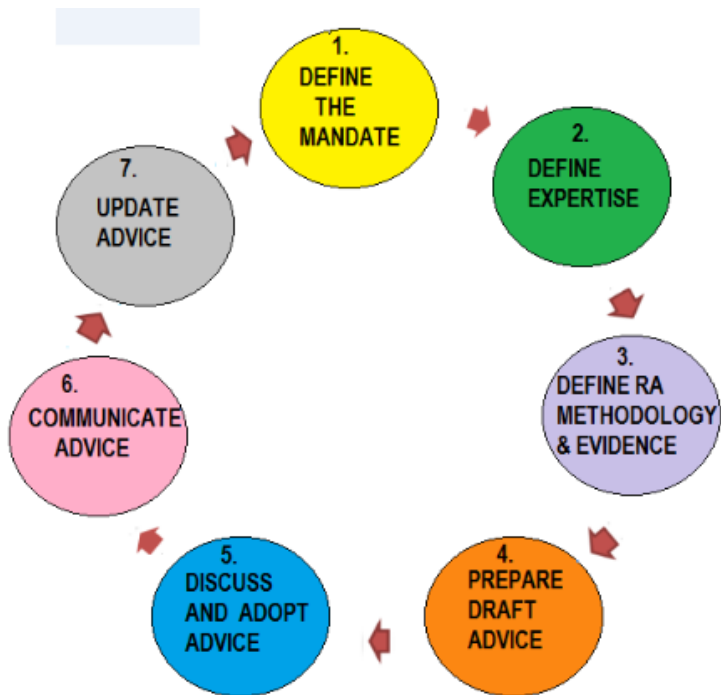 1.
DEFINE
THE
MANDATE
2.
DEFINE
EXPERTISE
3.
DEFINE RA
METHODOLOGY
& EVIDENCE
4.
PREPARE
DRAFT
ADVICE
5.
DISCUSS
AND ADOPT
ADVICE
6.
COMMUNICATE
ADVICE
7.
UPDATE
ADVICE